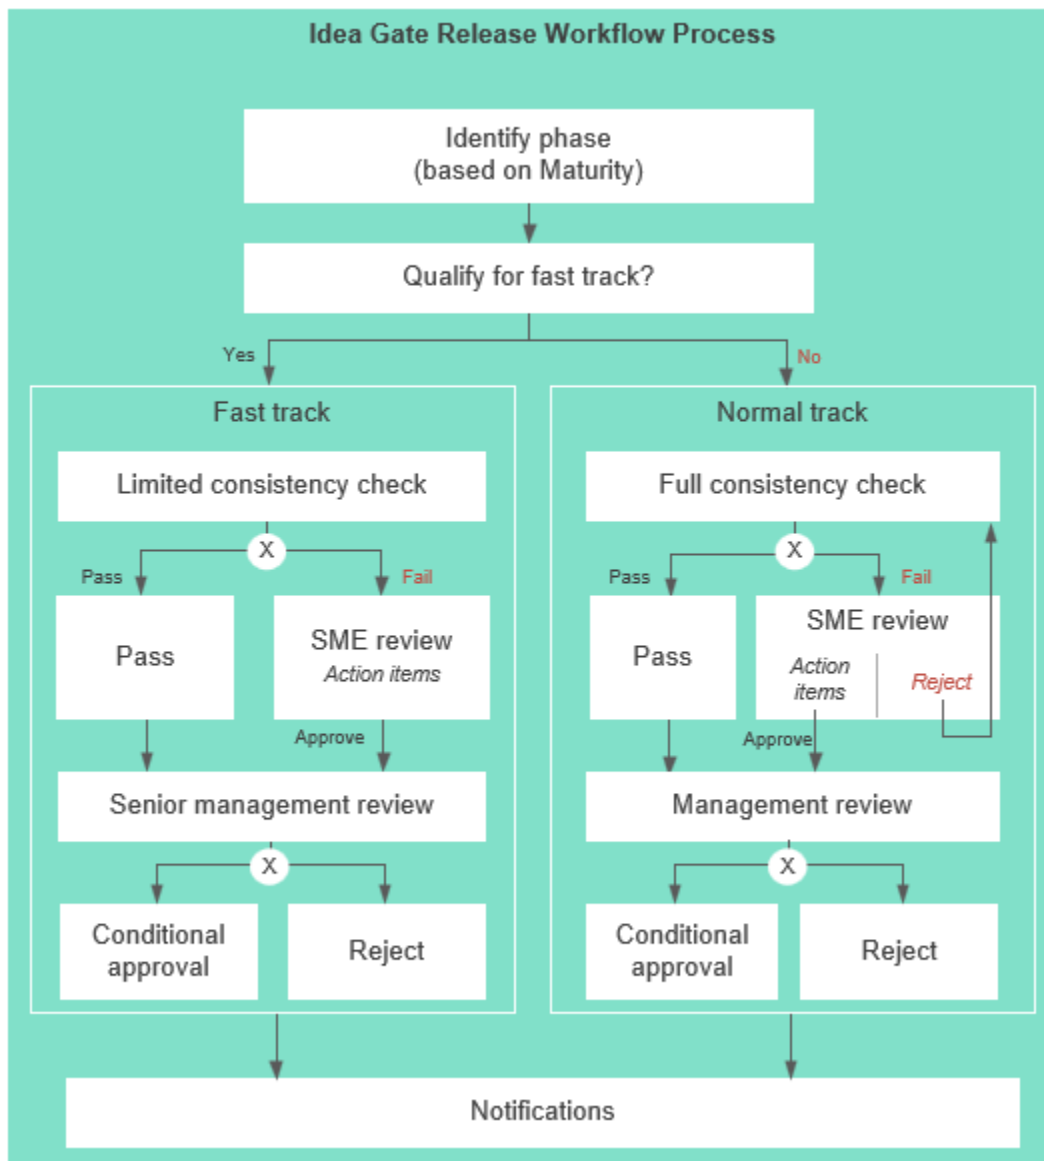 Idea Gate Release Workflow Process
Identify phase
(based on Maturity)
Qualify for fast track?
Yes
No
Fast track
Limited consistency check
X
Pass
Fail
Pass
SME review
Action items
Approve
Senior management review
X
Conditional
approval
Reject
Normal track
Full consistency check
X
Pass
Fail
Pass
SME review
Action
items
Reject
Approve
Management review
X
Conditional
approval
Reject
Notifications